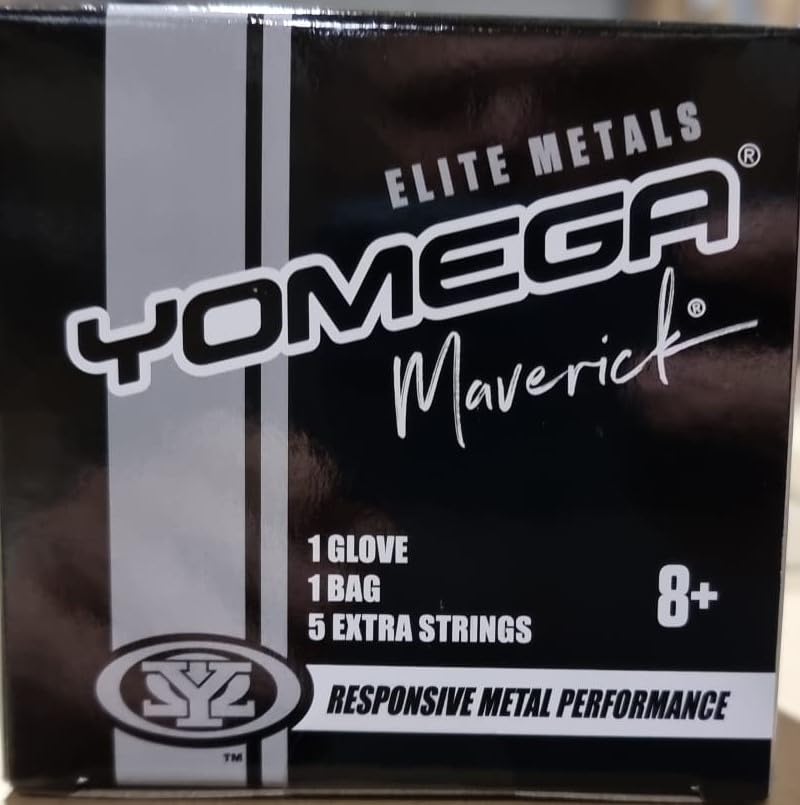 ELITE METALS
YOMEGA®
Maverick®
1 GLOVE
1 BAG
5 EXTRA STRINGS
8+
RESPONSIVE METAL PERFORMANCE
Y
TM